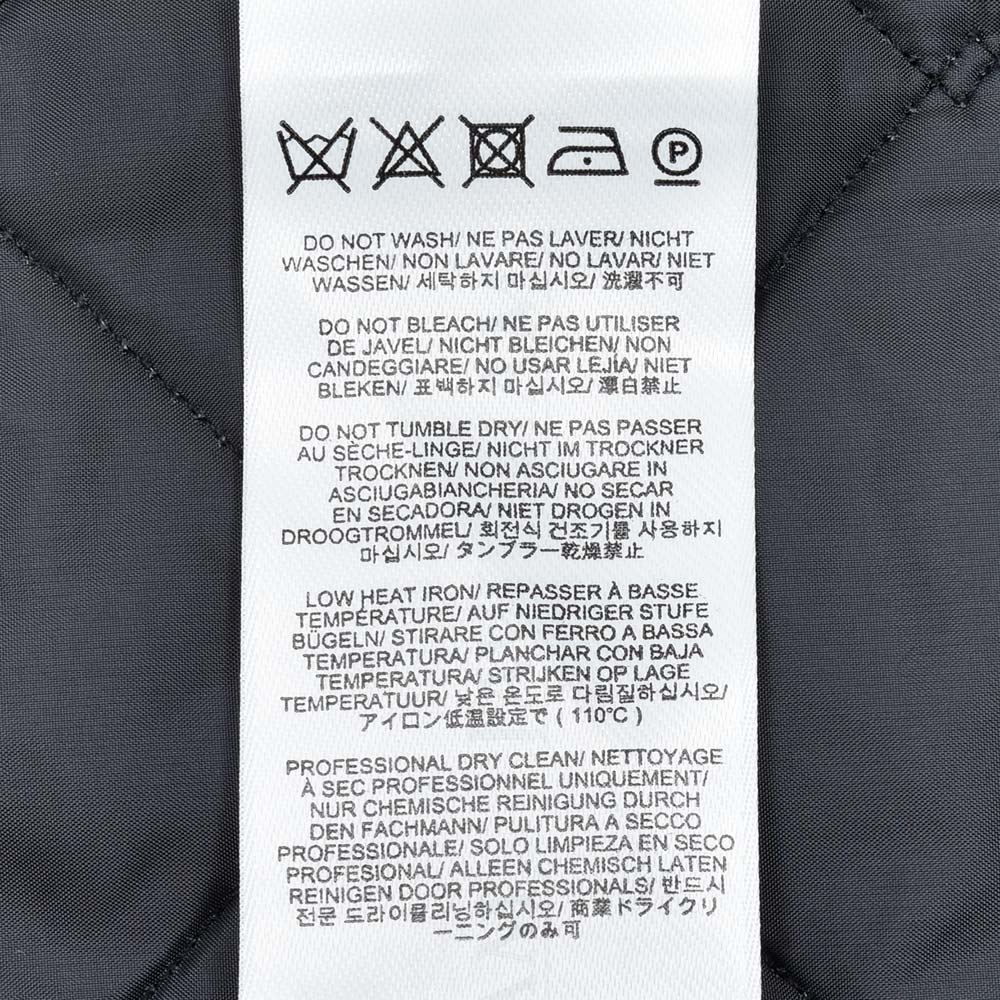 P
DO NOT WASH/ NE PAS LAVER/ NICHT
WASCHEN/ NON LAVARE/ NO LAVAR/ NIET
WASSEN/ 세탁하지 마십시오/ 洗濯不可
DO NOT BLEACH/ NE PAS UTILISER
DE JAVEL/ NICHT BLEICHEN/ NON
CANDEGGIARE/ NO USAR LEJÍA/ NIET
BLEKEN/ 표백하지 마십시오/ 漂白禁止
DO NOT TUMBLE DRY/ NE PAS PASSER
AU SÈCHE-LINGE/ NICHT IM TROCKNER
TROCKNEN/ NON ASCIUGARE IN
ASCIUGABIANCHERIA/ NO SECAR
EN SECADORA/ NIET DROGEN IN
DROOGTROMMEL/ 회전식 건조기를 사용하지
마십시오/ タンブラー乾燥禁止
LOW HEAT IRON/ REPASSER À BASSE
TEMPÉRATURE/ AUF NIEDRIGER STUFE
BÜGELN/ STIRARE CON FERRO A BASSA
TEMPERATURA/ PLANCHAR CON BAJA
TEMPERATURA/ STRIJKEN OP LAGE
TEMPERATUUR/ 낮은 온도로 다림질하십시오/
アイロン低温設定で ( 110℃ )
PROFESSIONAL DRY CLEAN/ NETTOYAGE
À SEC PROFESSIONNEL UNIQUEMENT/
NUR CHEMISCHE REINIGUNG DURCH
DEN FACHMANN/ PULITURA A SECCO
PROFESSIONALE/ SOLO LIMPIEZA EN SECO
PROFESIONAL/ ALLEEN CHEMISCH LATEN
REINIGEN DOOR PROFESSIONALS/ 반드시
전문 드라이클리닝하십시오/ 商業ドライクリ
ーニングのみ可